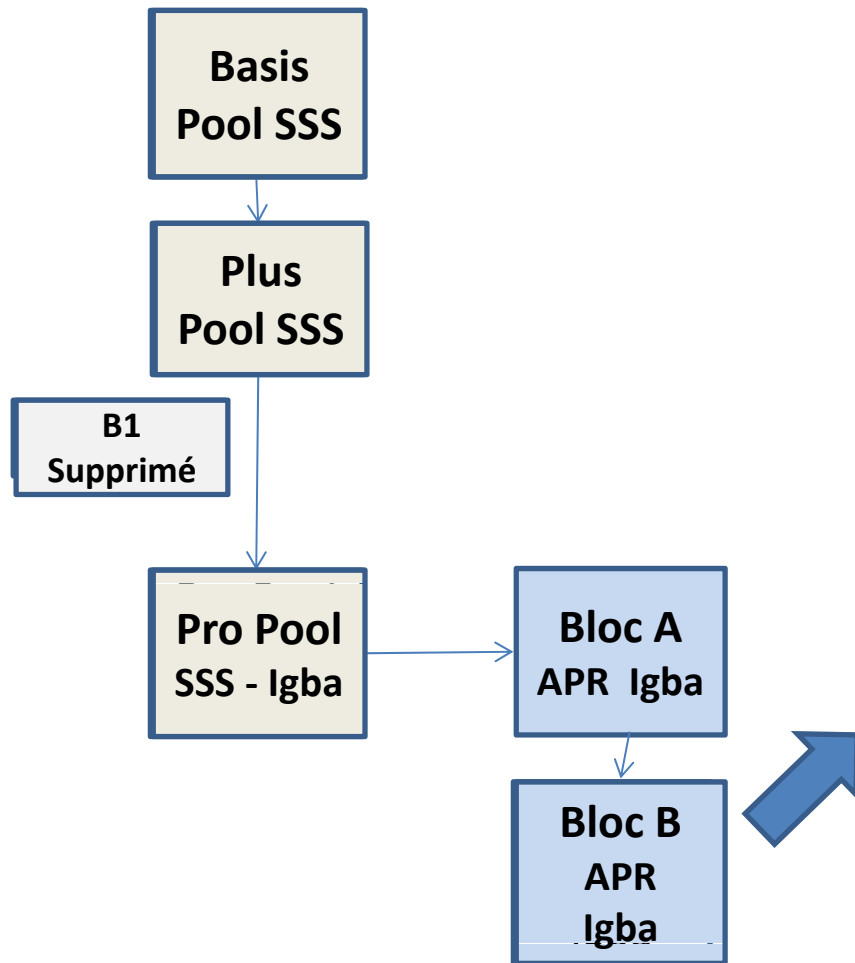 Basis
Pool SSS
Plus
Pool SSS
B1
Supprimé
Pro Pool
SSS - Igba
Bloc A
APR Igba
Bloc B
APR
Igba